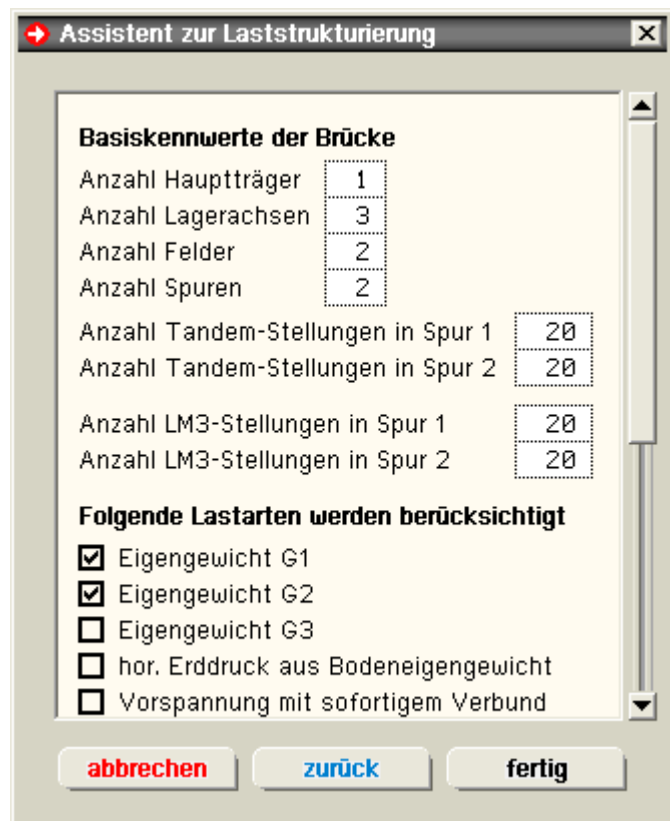 Assistent zur Laststrukturierung
Basiskennwerte der Brücke
Anzahl Hauptträger 1
Anzahl Lagerachsen 3
Anzahl Felder 2
Anzahl Spuren 2
Anzahl Tandem-Stellungen in Spur 1 20
Anzahl Tandem-Stellungen in Spur 2 20
Anzahl LM3-Stellungen in Spur 1 20
Anzahl LM3-Stellungen in Spur 2 20
Folgende Lastarten werden berücksichtigt
Eigengewicht G1
Eigengewicht G2
Eigengewicht G3
hor. Erddruck aus Bodeneigengewicht
Vorspannung mit sofortigem Verbund
abbrechen zurück fertig